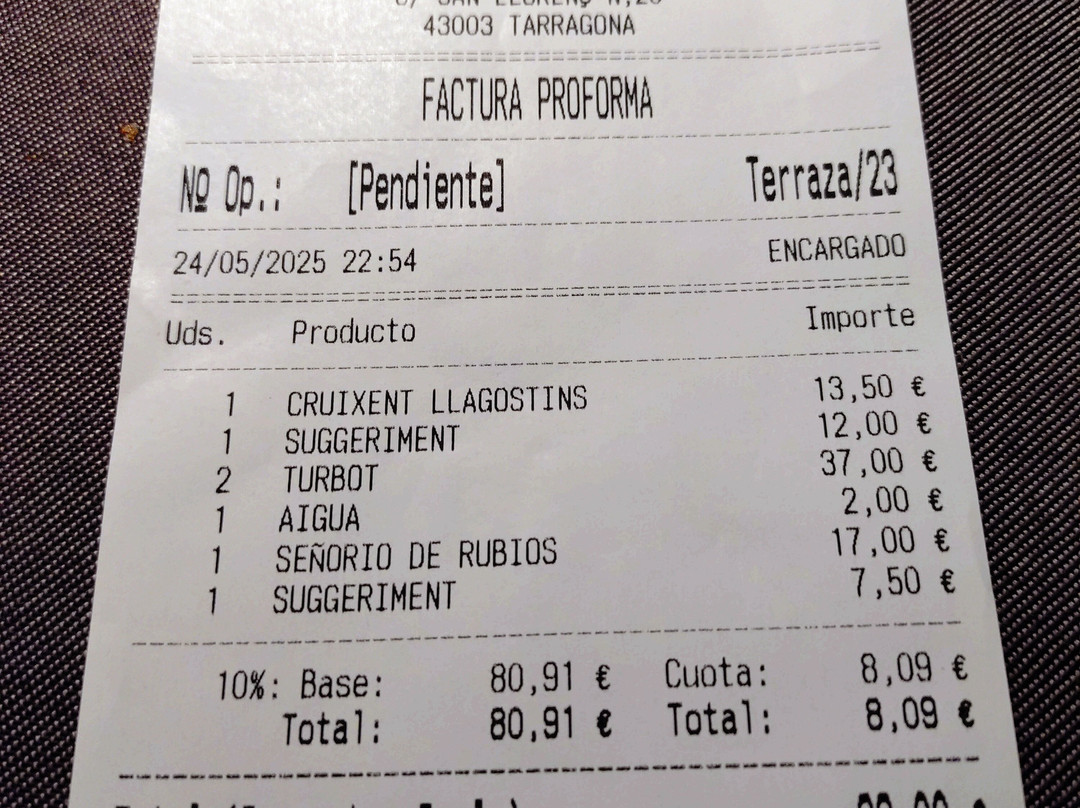 43003 TARRAGONA
FACTURA PROFORMA
Nº Op.: [Pendiente] Terraza/23
24/05/2025 22:54 ENCARGADO
Uds. Producto Importe
1 CRUIXENT LLAGOSTINS 13,50 €
1 SUGGERIMENT 12,00 €
2 TURBOT 37,00 €
1 AIGUA 2,00 €
1 SEÑORIO DE RUBIOS 17,00 €
1 SUGGERIMENT 7,50 €
10%: Base: 80,91 € Cuota: 8,09 €
Total: 80,91 € Total: 8,09 €